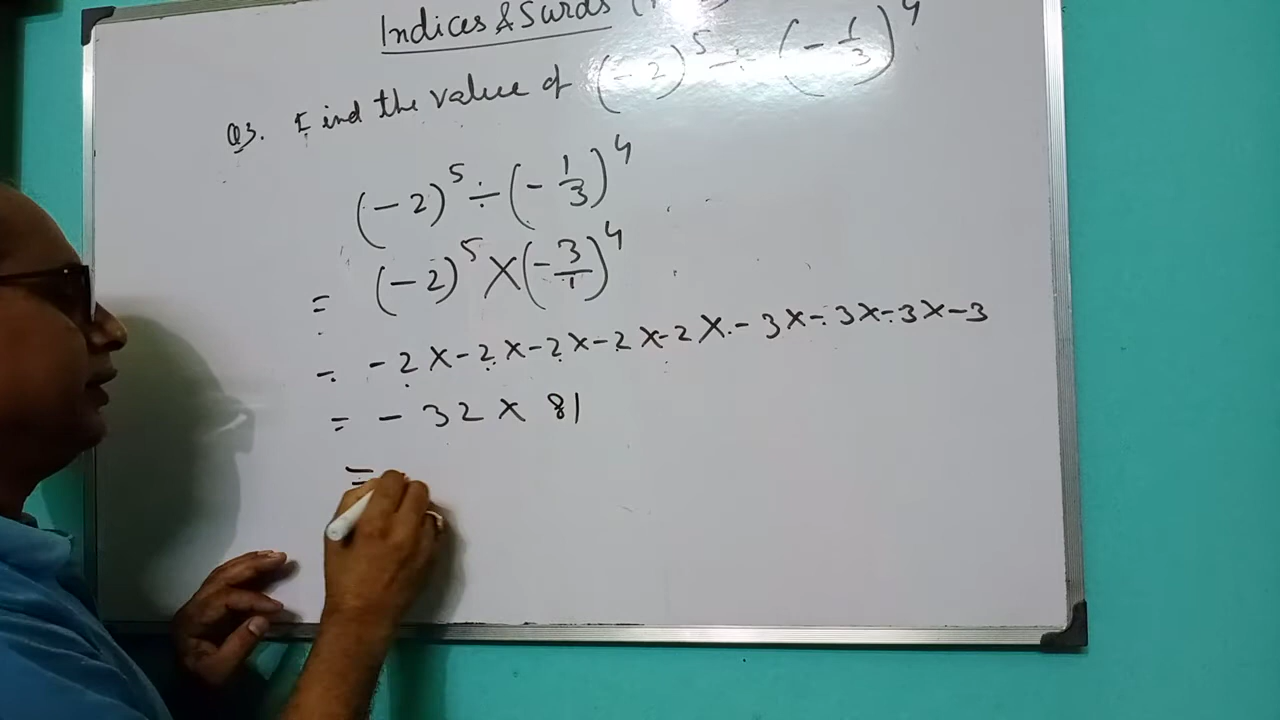 Indices & Surds
Q3. Find the value of (-2)^5 ÷ (-1/3)^4
(-2)^5 ÷ (-1/3)^4
= (-2)^5 × (-3/1)^4
= -2 × -2 × -2 × -2 × -2 × -3 × -3 × -3 × -3
= -32 × 81
=